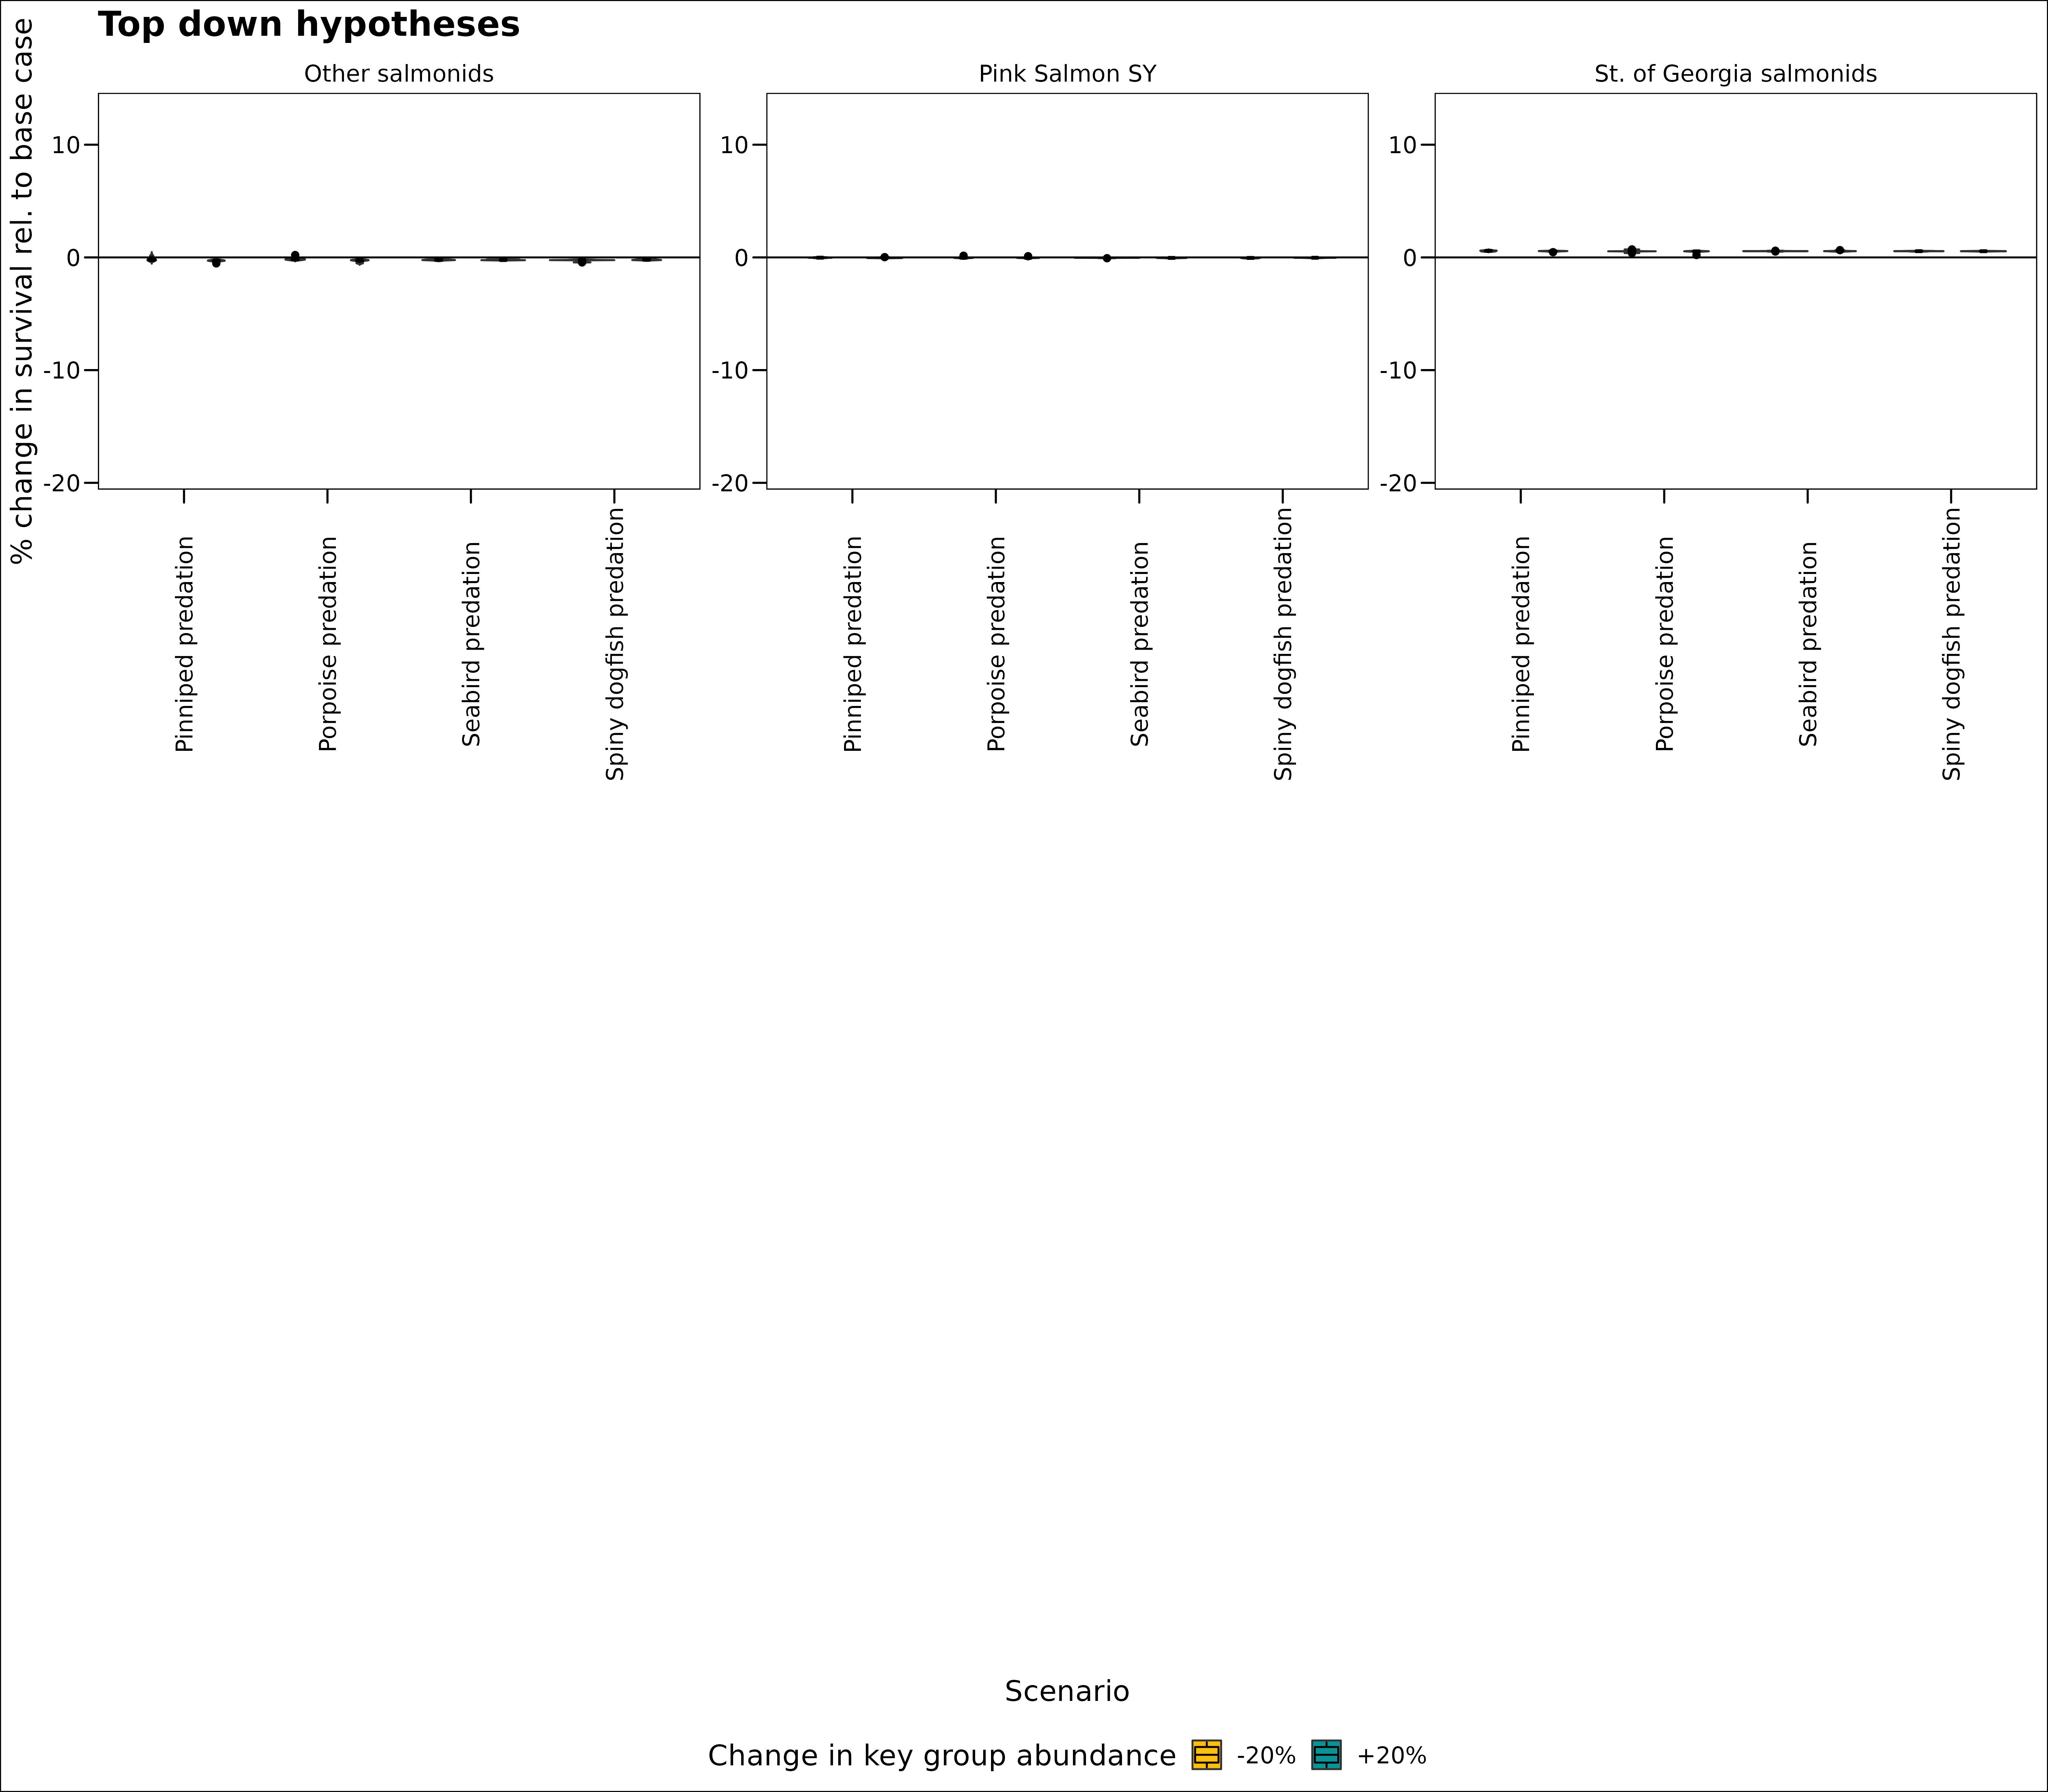 Top down hypotheses
% change in survival rel. to base case
Other salmonids
10
0
-10
-20
Pinniped predation
Porpoise predation
Seabird predation
Spiny dogfish predation
Pink Salmon SY
10
0
-10
-20
Pinniped predation
Porpoise predation
Seabird predation
Spiny dogfish predation
St. of Georgia salmonids
10
0
-10
-20
Pinniped predation
Porpoise predation
Seabird predation
Spiny dogfish predation
Scenario
Change in key group abundance -20% +20%